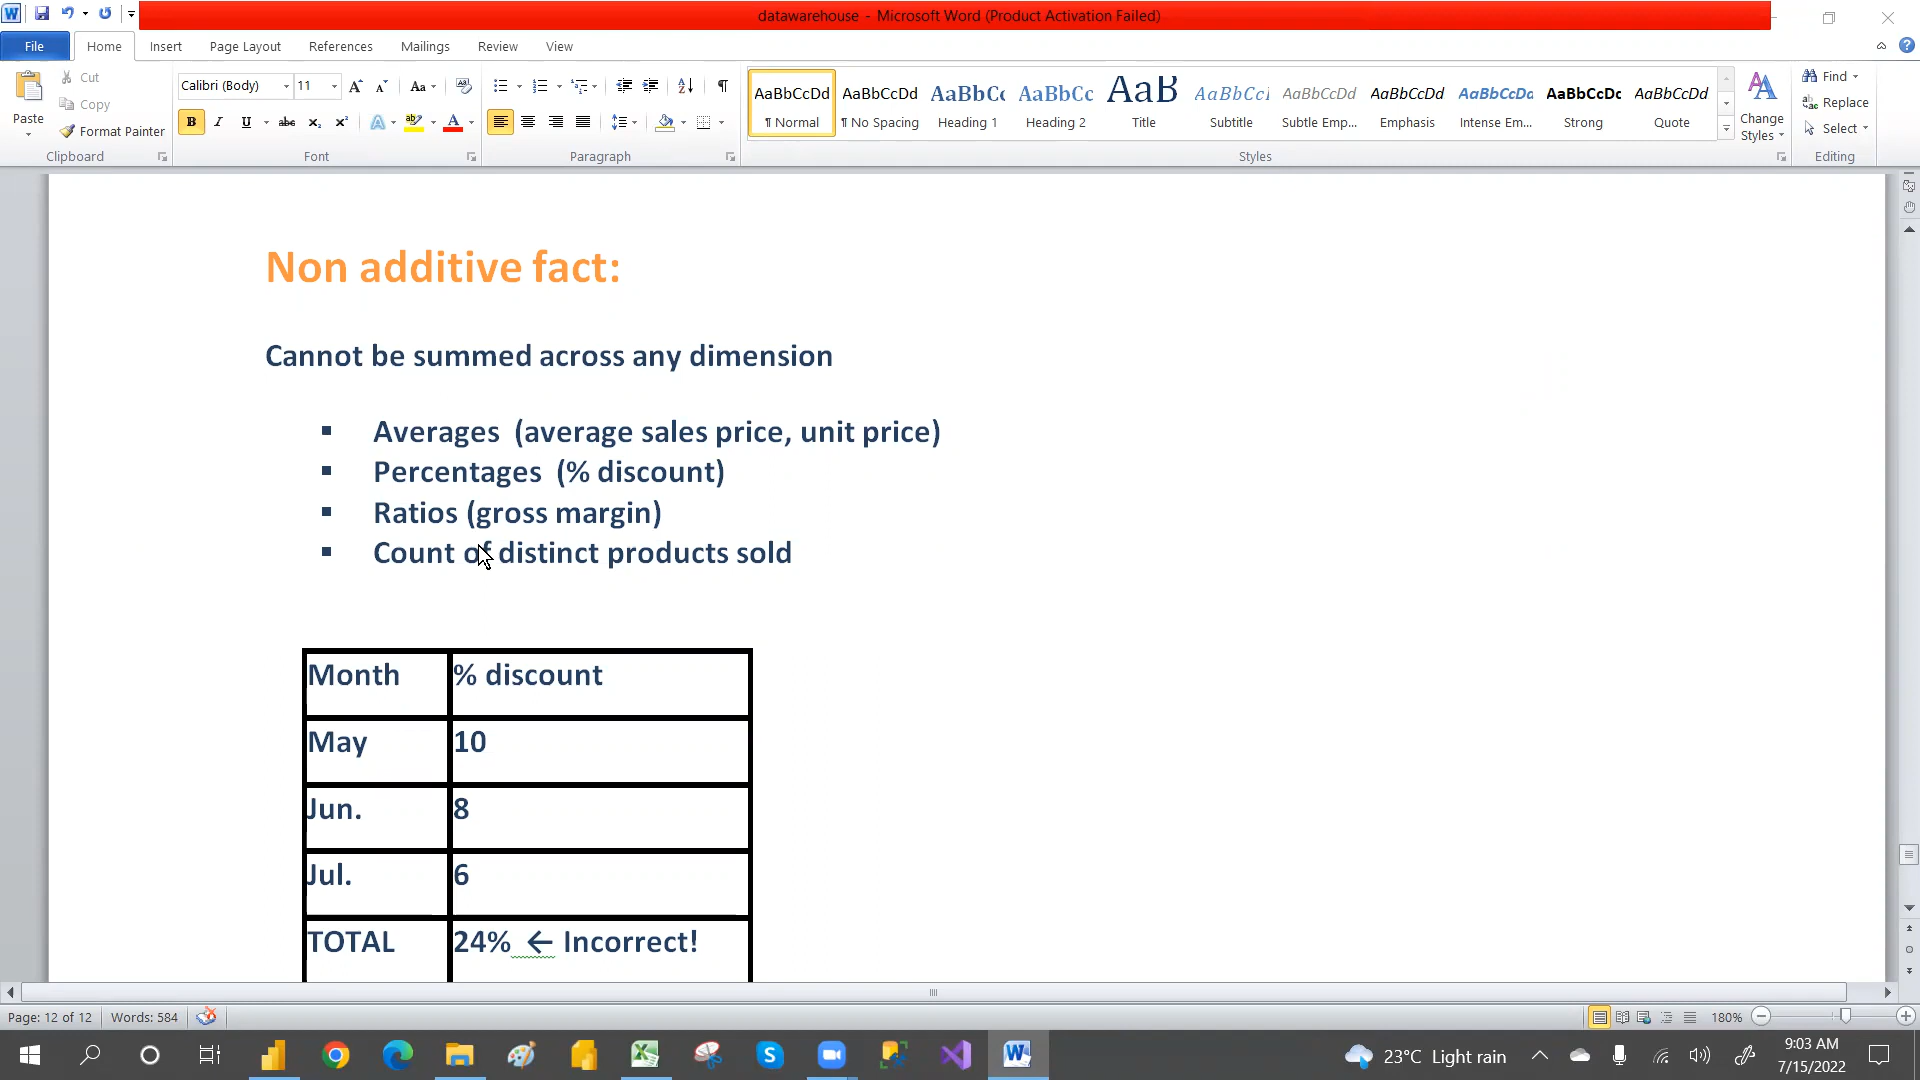 datawarehouse - Microsoft Word (Product Activation Failed)
File Home Insert Page Layout References Mailings Review View
Paste
Cut
Copy
Format Painter
Clipboard
Calibri (Body) 11
Font
Paragraph
AaBbCcDd AaBbCcDd AaBbCc AaBbCc AaB AaBbCcl AaBbCcDd AaBbCcDd AaBbCcDd AaBbCcDc AaBbCcDd
¶ Normal ¶ No Spacing Heading 1 Heading 2 Title Subtitle Subtle Emp... Emphasis Intense Em... Strong Quote
Styles
Change
Styles
Find
Replace
Select
Editing
Non additive fact:
Cannot be summed across any dimension
▪ Averages (average sales price, unit price)
▪ Percentages (% discount)
▪ Ratios (gross margin)
▪ Count of distinct products sold
Month % discount
May 10
Jun. 8
Jul. 6
TOTAL 24% ← Incorrect!
Page: 12 of 12 Words: 584 180%
23°C Light rain
9:03 AM
7/15/2022